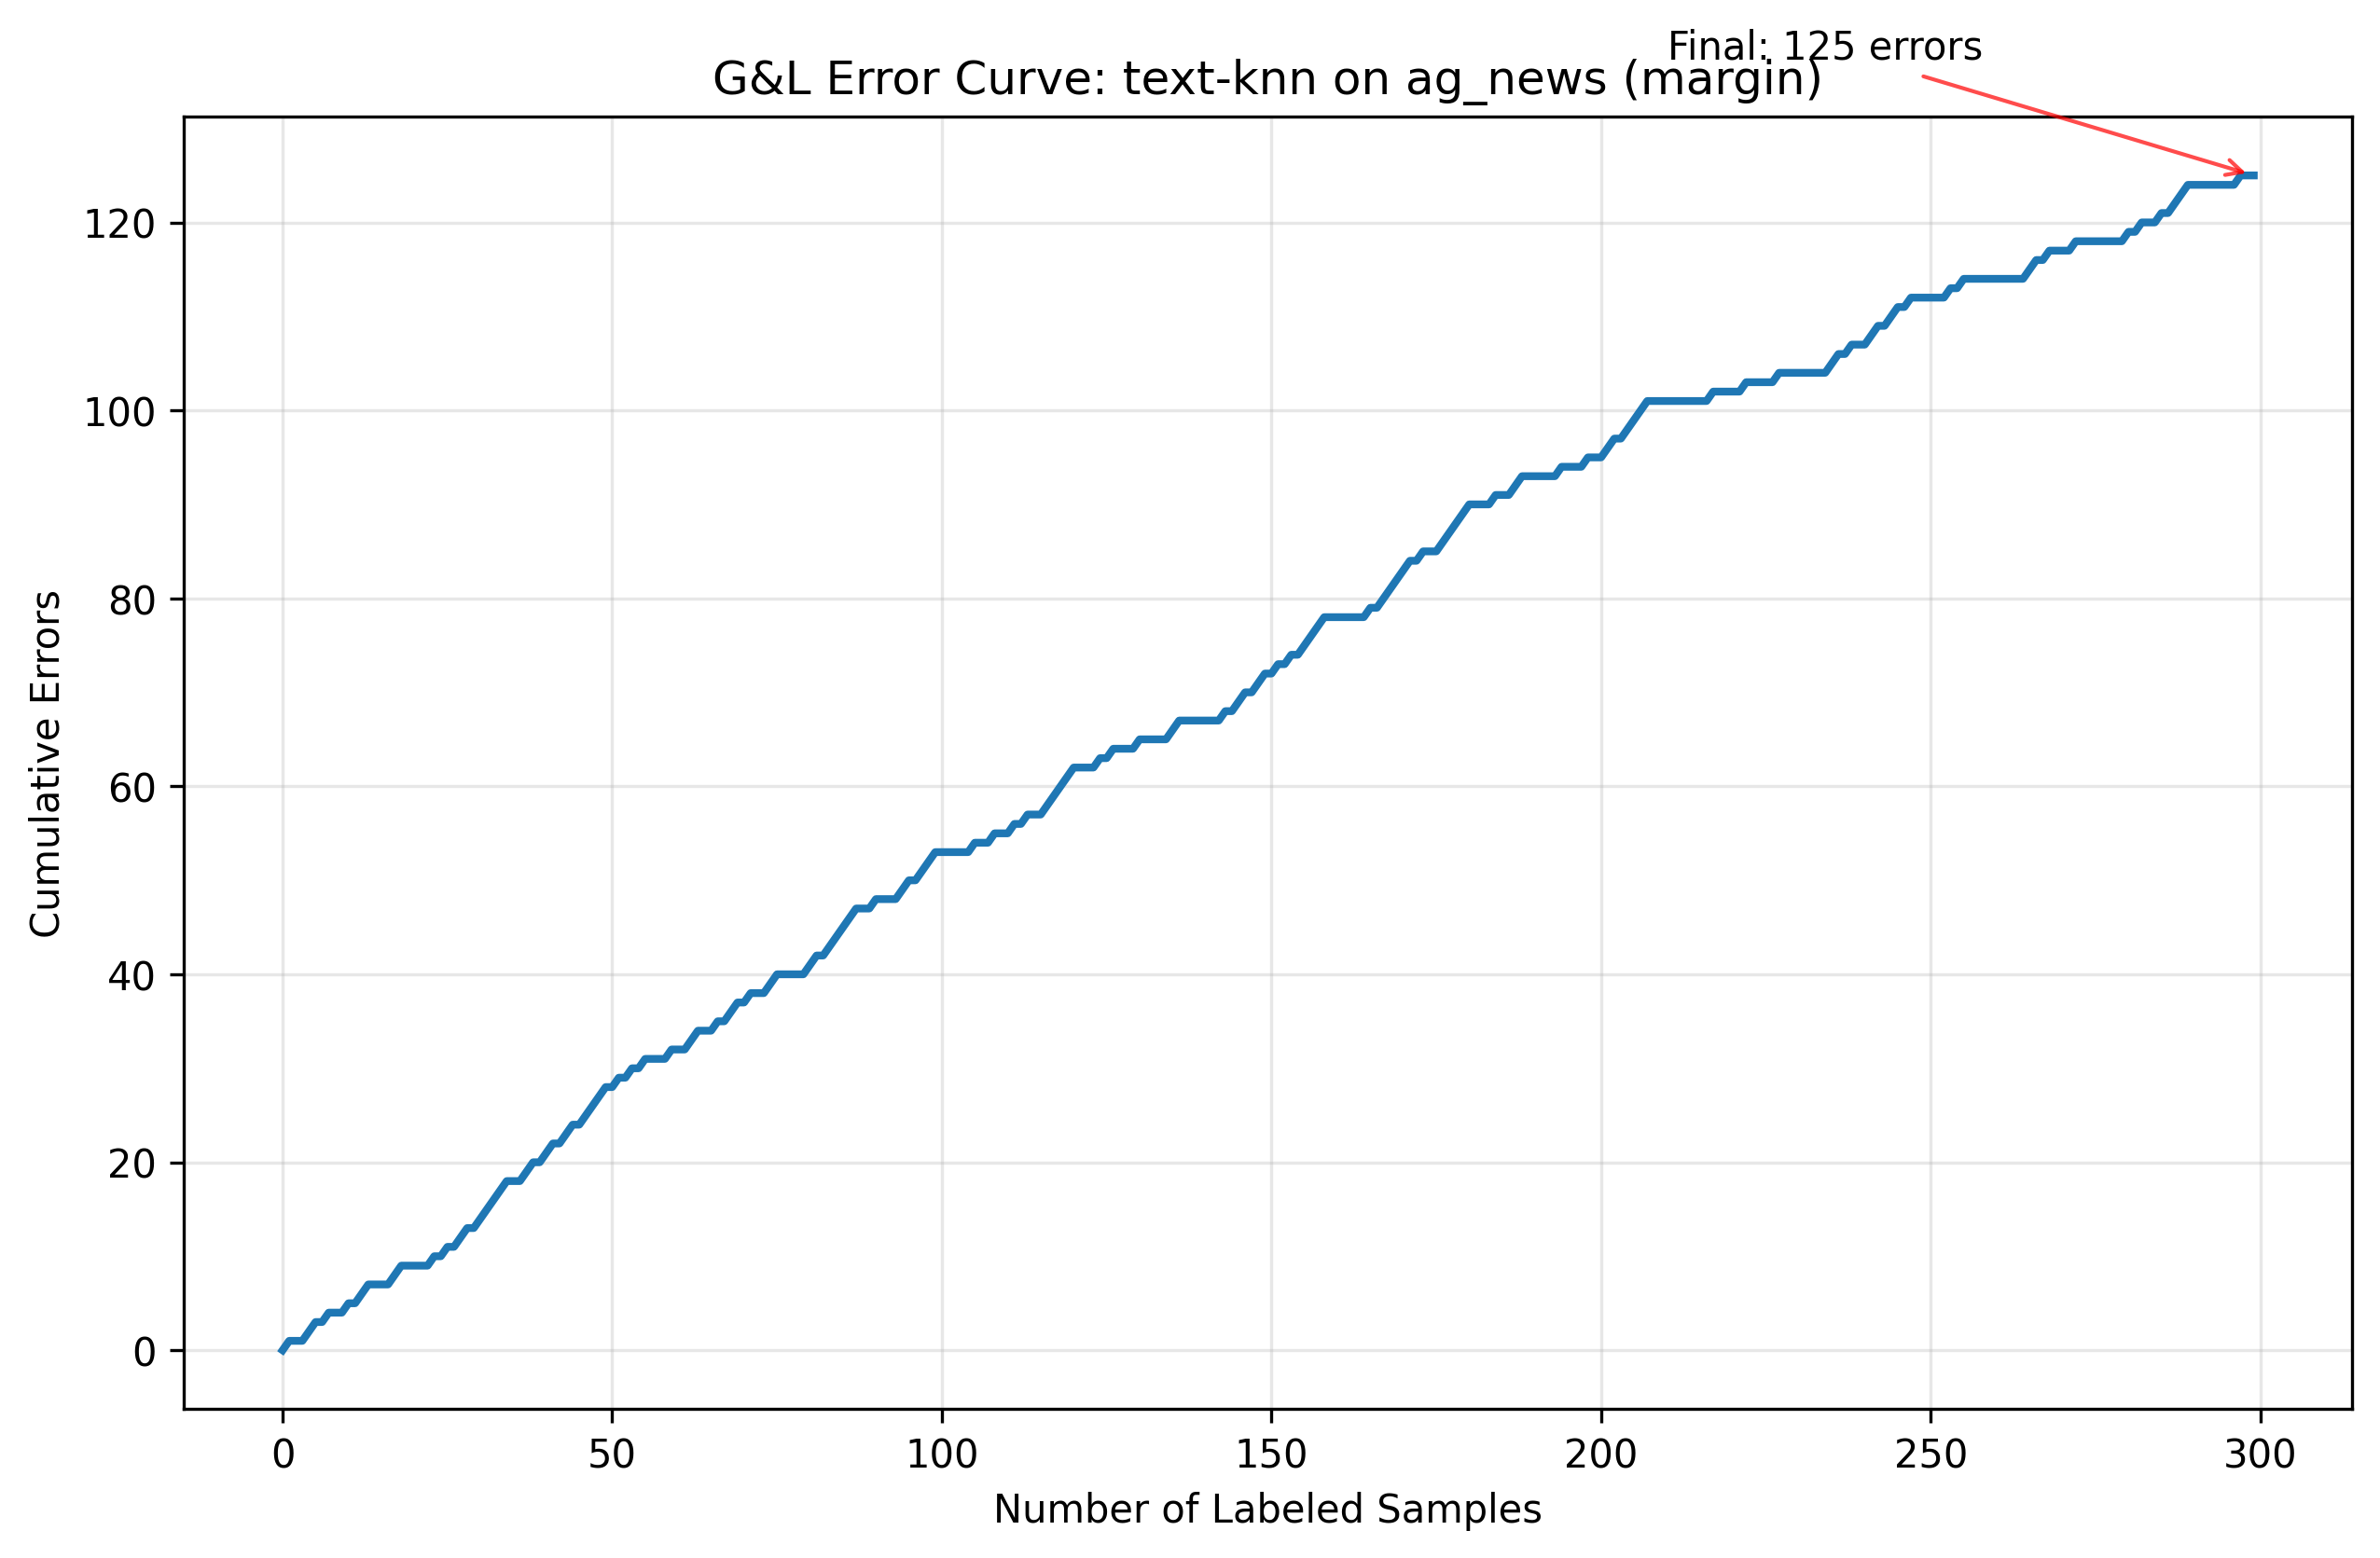 Final: 125 errors
G&L Error Curve: text-knn on ag_news (margin)
120
100
80
60
40
20
0
Cumulative Errors
0 50 100 150 200 250 300
Number of Labeled Samples